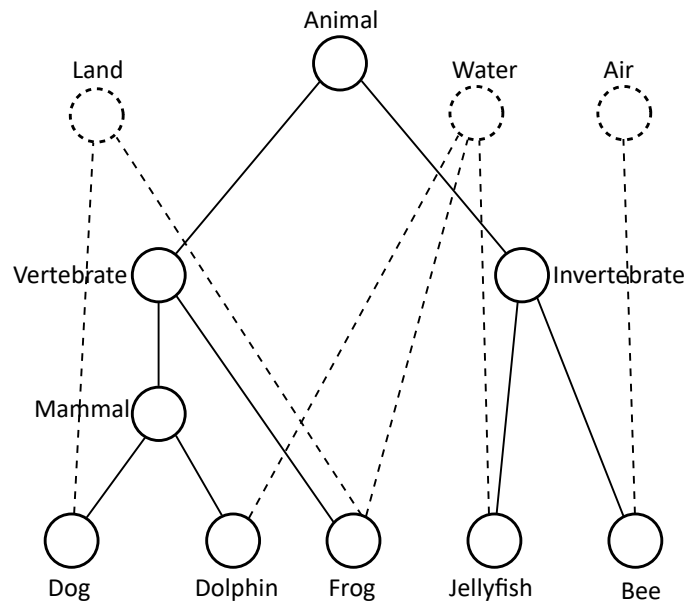 Animal
Land
Water
Air
Vertebrate
Invertebrate
Mammal
Dog
Dolphin
Frog
Jellyfish
Bee